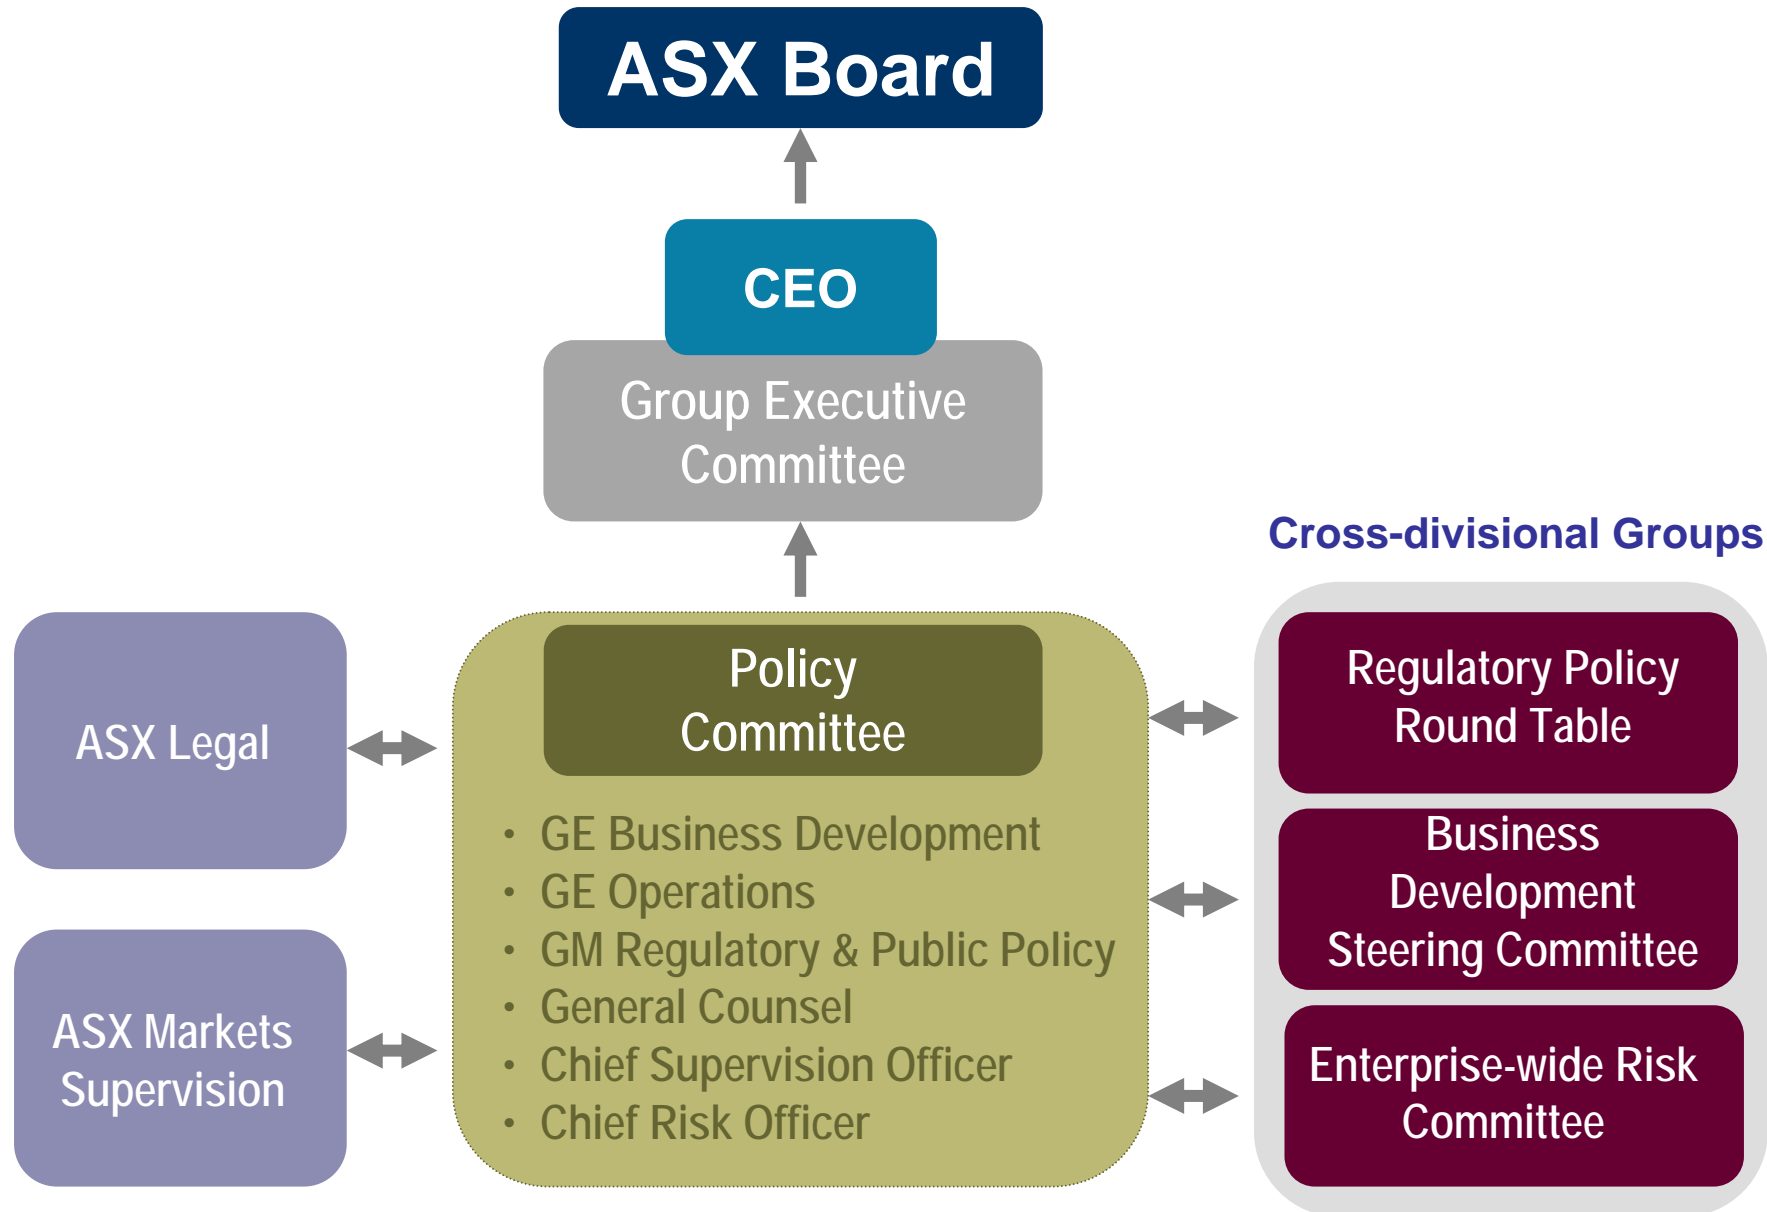 ASX Board
CEO
Group Executive
Committee
Cross-divisional Groups
ASX Legal
ASX Markets
Supervision
Policy
Committee
· GE Business Development
· GE Operations
· GM Regulatory & Public Policy
· General Counsel
· Chief Supervision Officer
· Chief Risk Officer
Regulatory Policy
Round Table
Business
Development
Steering Committee
Enterprise-wide Risk
Committee